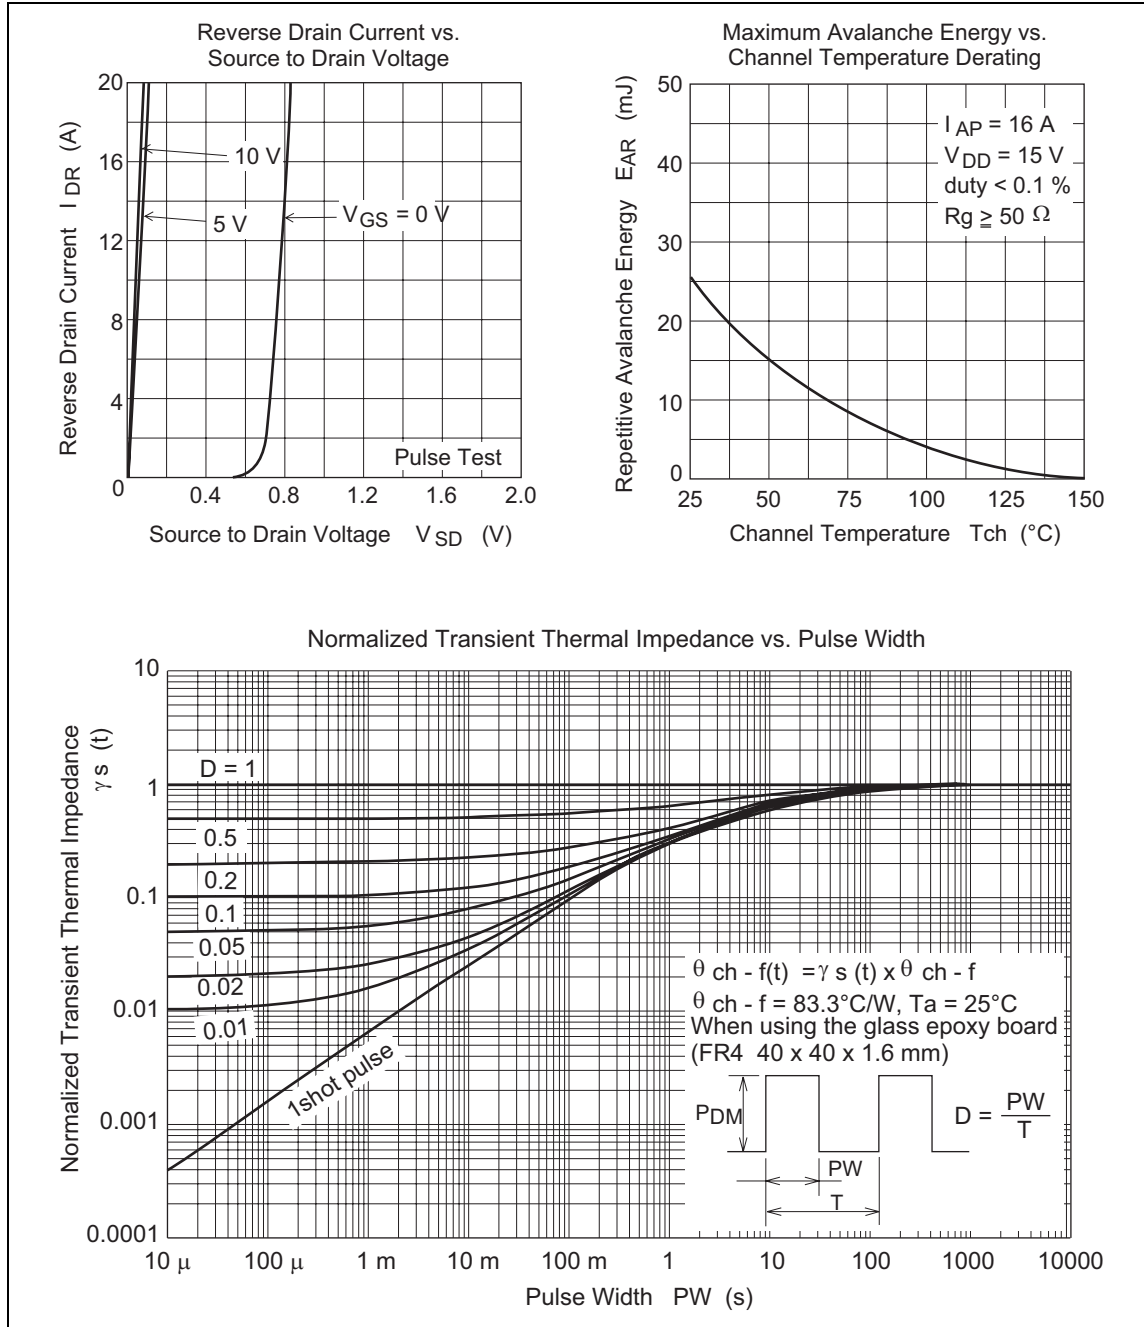 Reverse Drain Current vs.
Source to Drain Voltage
20
16
12
8
4
0
0.4 0.8 1.2 1.6 2.0
Reverse Drain Current I DR (A)
10 V
5 V
V GS = 0 V
Pulse Test
Source to Drain Voltage V SD (V)
Maximum Avalanche Energy vs.
Channel Temperature Derating
50
40
30
20
10
0
25 50 75 100 125 150
Repetitive Avalanche Energy E AR (mJ)
I AP = 16 A
V DD = 15 V
duty < 0.1 %
Rg ≧ 50 Ω
Channel Temperature Tch (°C)
Normalized Transient Thermal Impedance vs. Pulse Width
10
1
0.1
0.01
0.001
0.0001
Normalized Transient Thermal Impedance
γ s (t)
D = 1
0.5
0.2
0.1
0.05
0.02
0.01
1shot pulse
θ ch - f(t) = γ s (t) x θ ch - f
θ ch - f = 83.3°C/W, Ta = 25°C
When using the glass epoxy board
(FR4 40 x 40 x 1.6 mm)
PDM
PW
T
D = PW
T
10 μ 100 μ 1 m 10 m 100 m 1 10 100 1000 10000
Pulse Width PW (s)